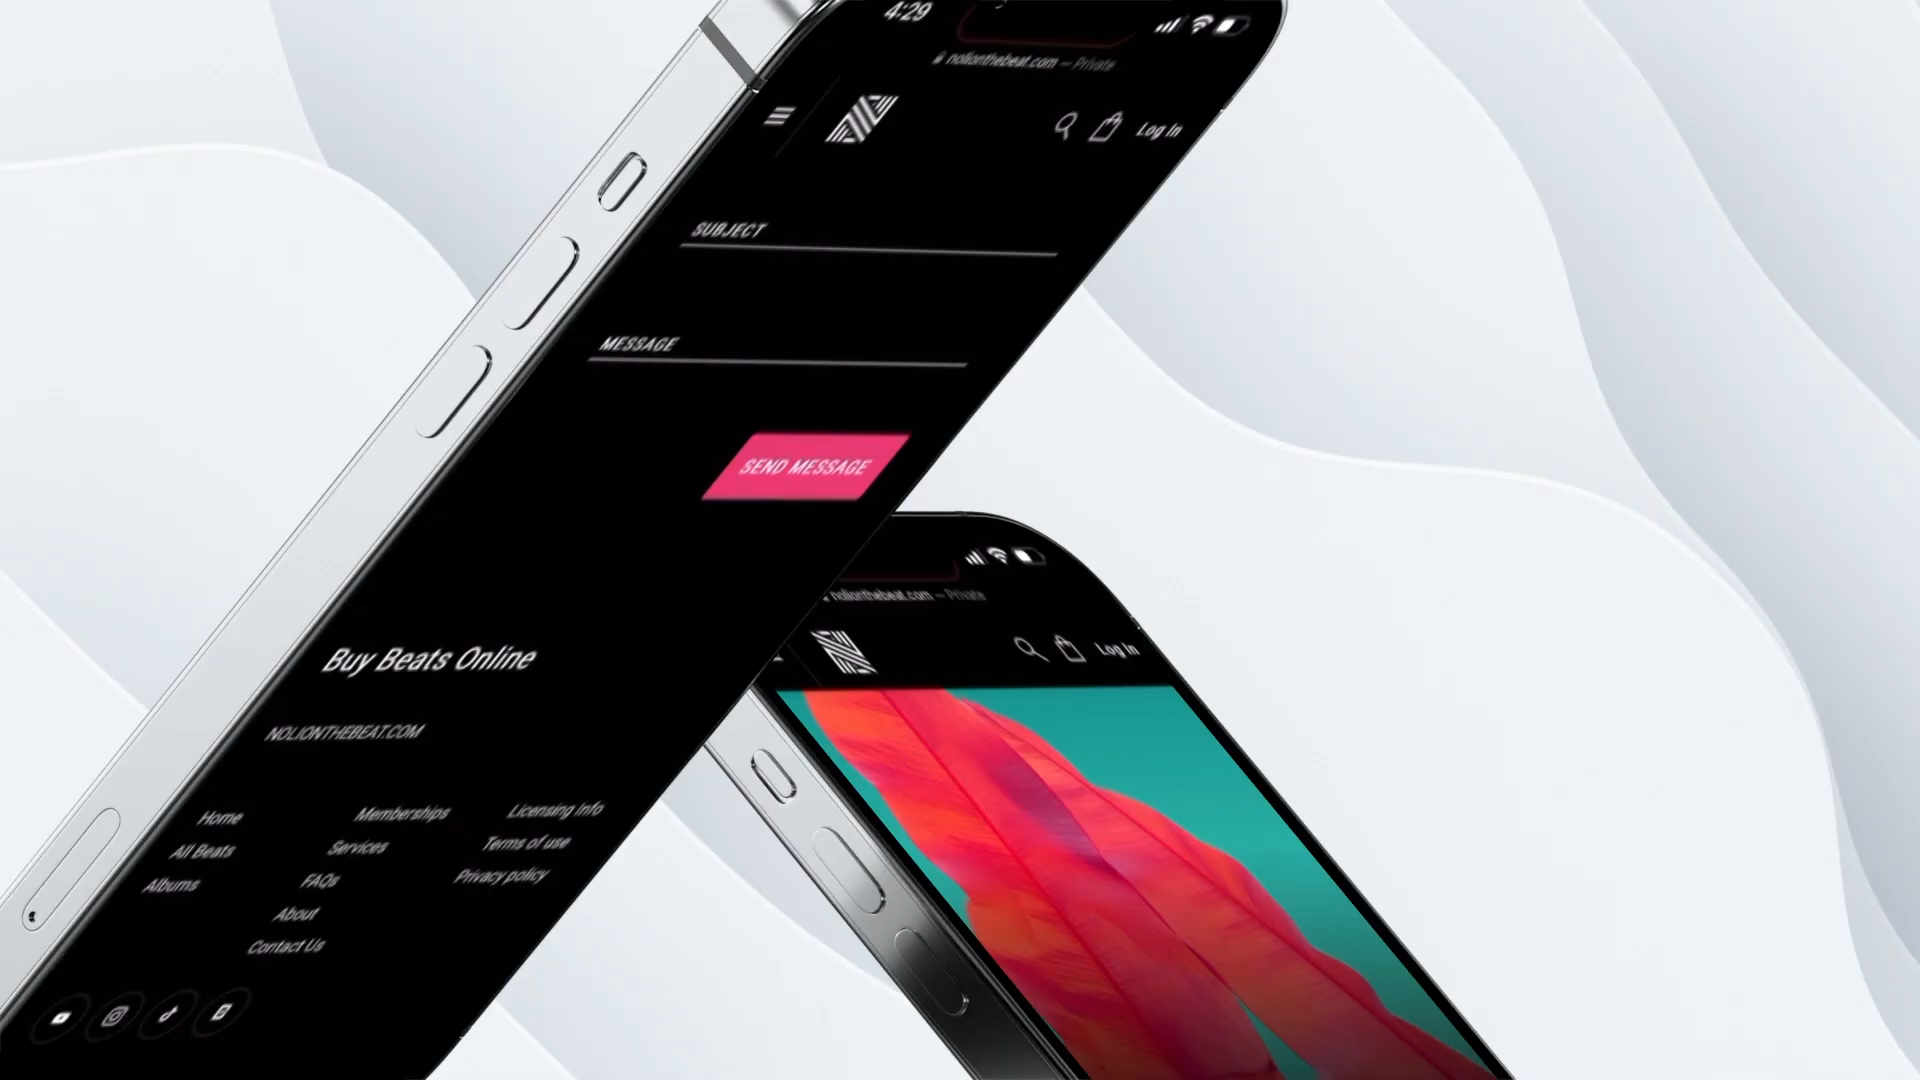 4:29
nolionthebeat.com — Private
Log In
SUBJECT
MESSAGE
SEND MESSAGE
Buy Beats Online
NOLIONTHEBEAT.COM
Home Memberships Licensing Info
All Beats Services Terms of use
Albums FAQs Privacy policy
About
Contact Us
nolionthebeat.com — Private
Log In